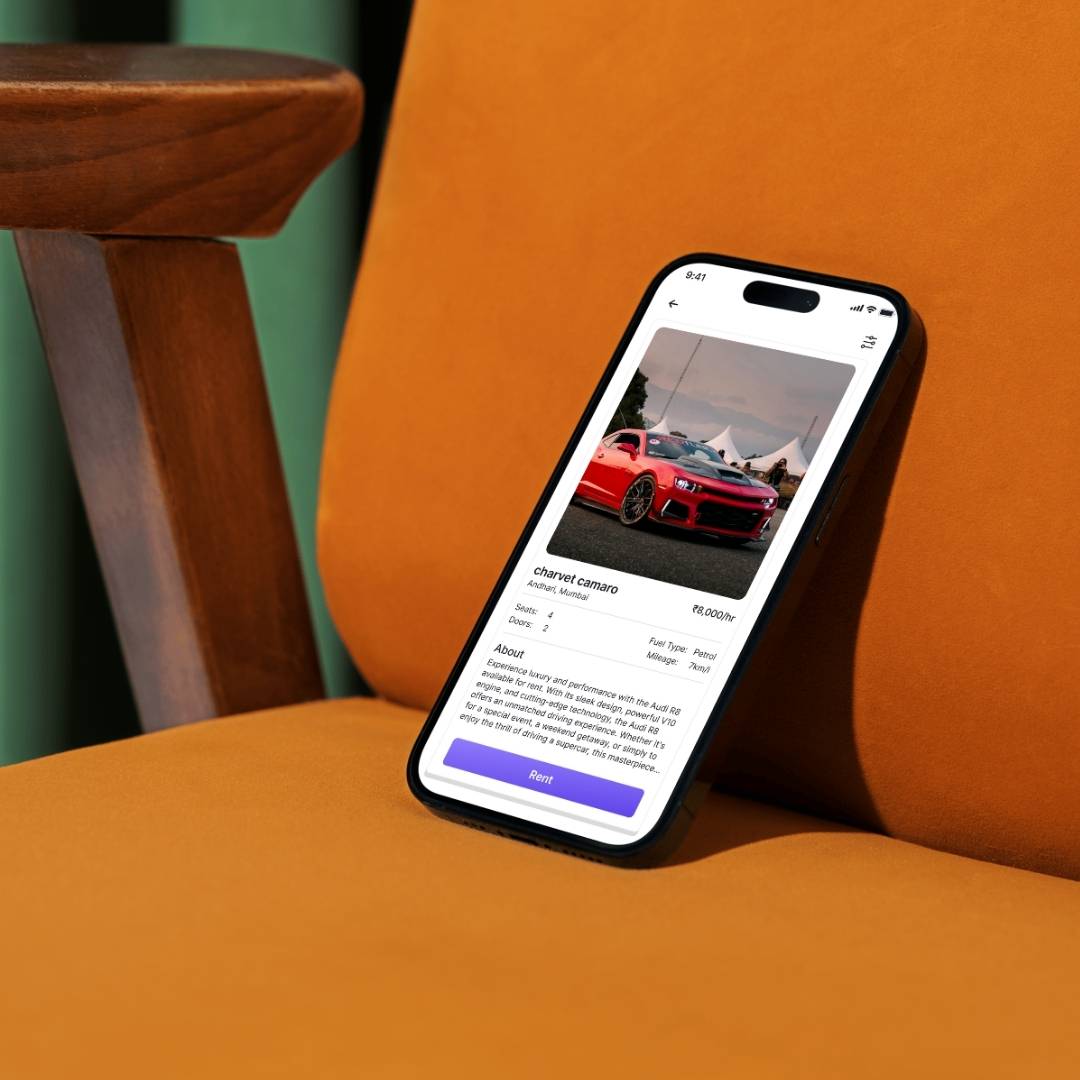 9:41
charvet camaro
Andhari, Mumbai
₹8,000/hr
Seats: 4
Doors: 2
Fuel Type: Petrol
Mileage: 7km/l
About
Experience luxury and performance with the Audi R8
available for rent. With its sleek design, powerful V10
engine, and cutting-edge technology, the Audi R8
offers an unmatched driving experience. Whether it's
for a special event, a weekend getaway, or simply to
enjoy the thrill of driving a supercar, this masterpiece...
Rent